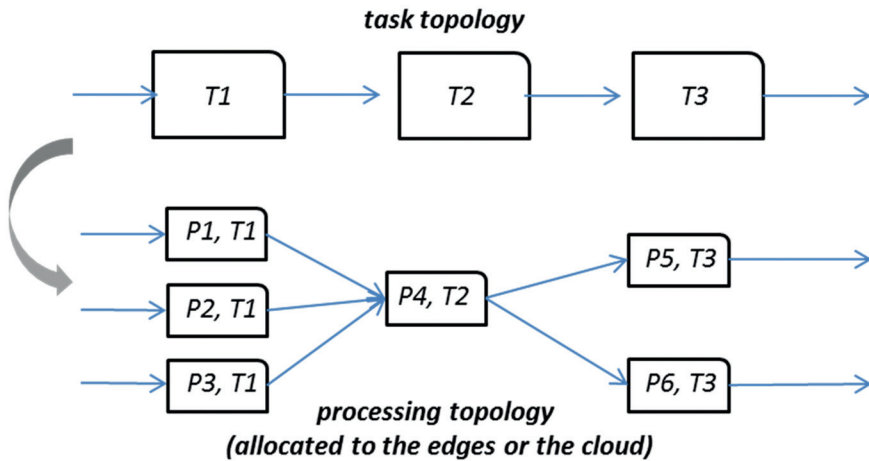 task topology
T1
T2
T3
P1, T1
P2, T1
P3, T1
P4, T2
P5, T3
P6, T3
processing topology
(allocated to the edges or the cloud)